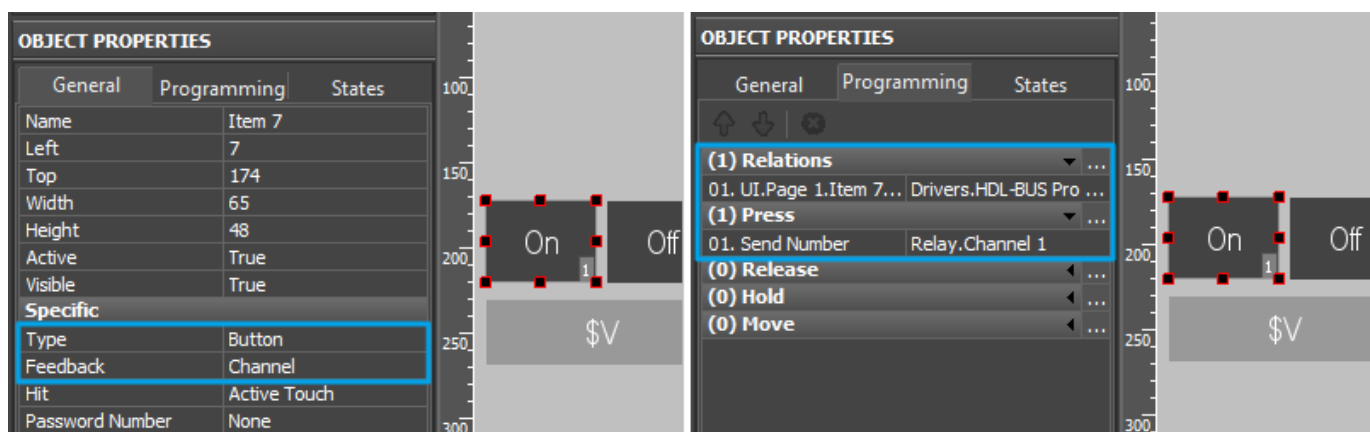 OBJECT PROPERTIES
General Programming States
Name Item 7
Left 7
Top 174
Width 65
Height 48
Active True
Visible True
Specific
Type Button
Feedback Channel
Hit Active Touch
Password Number None
100
150
200
250
300
On
1
Off
$V
OBJECT PROPERTIES
General Programming States
(1) Relations ...
01. UI.Page 1.Item 7... Drivers.HDL-BUS Pro ...
(1) Press ...
01. Send Number Relay.Channel 1
(0) Release ...
(0) Hold ...
(0) Move ...
100
150
200
250
300
On
1
Off
$V